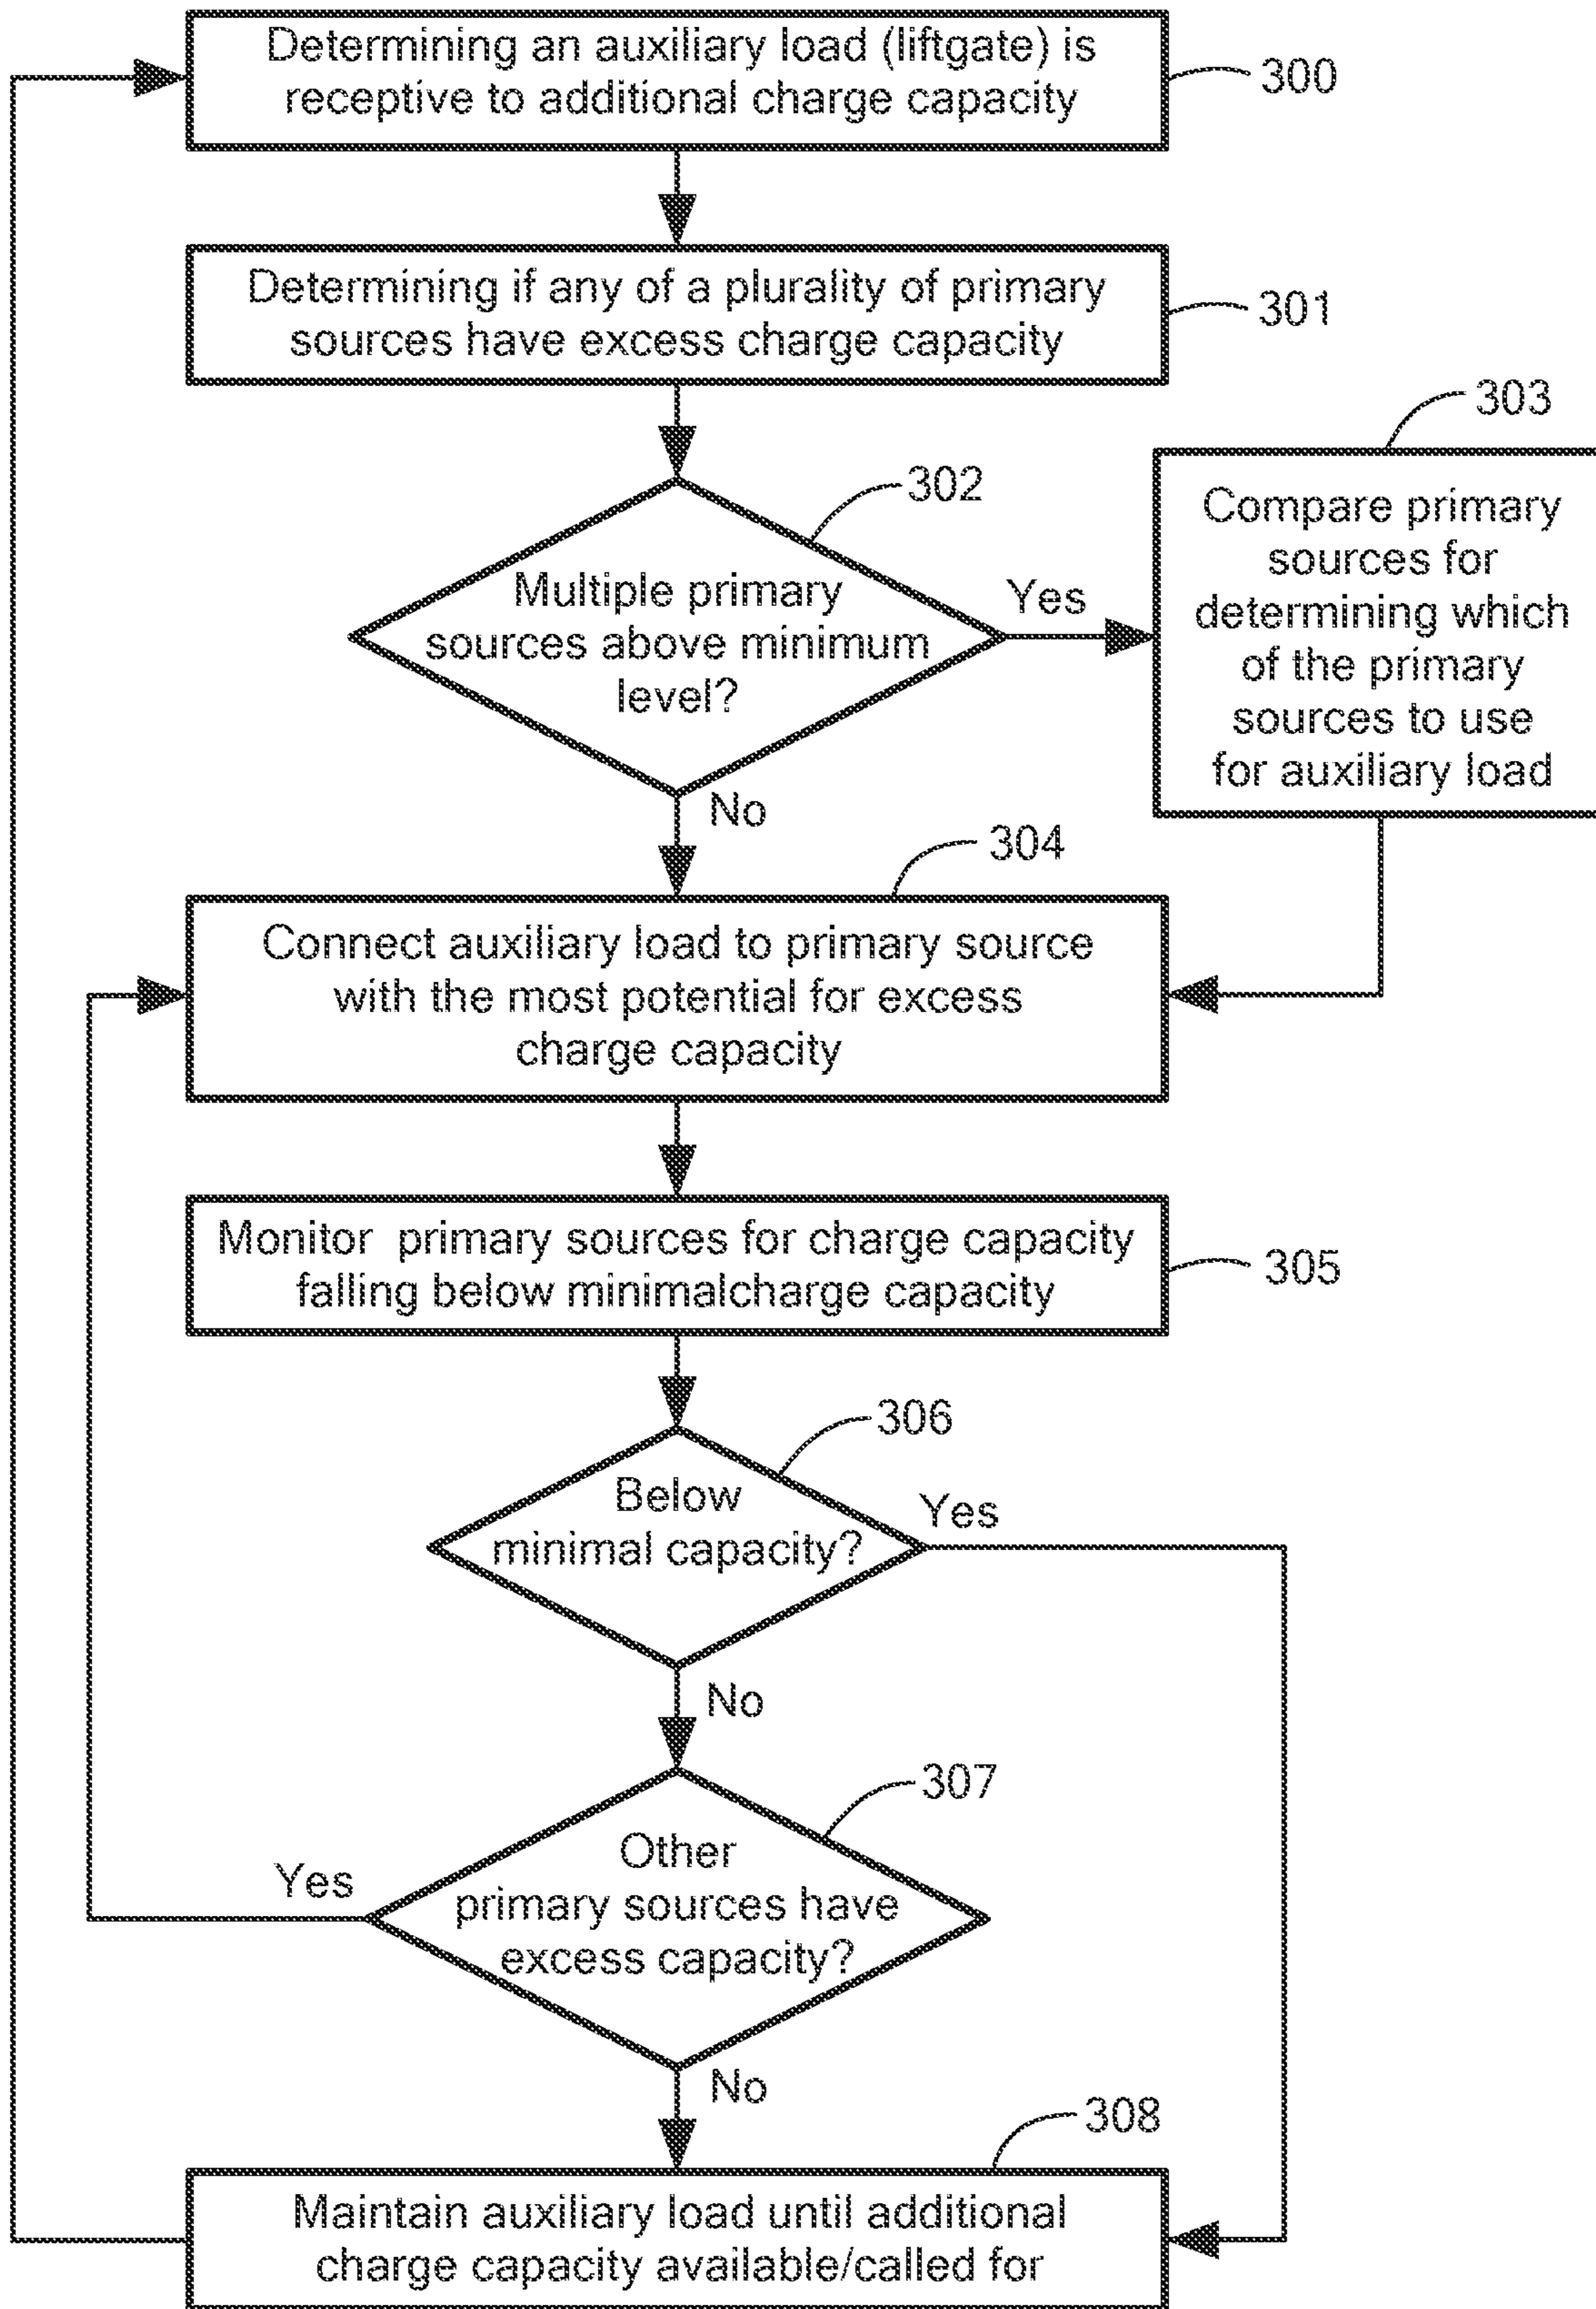 Determining an auxiliary load (liftgate) is
receptive to additional charge capacity
300
Determining if any of a plurality of primary
sources have excess charge capacity
301
302
Multiple primary
sources above minimum
level?
Yes
No
303
Compare primary
sources for
determining which
of the primary
sources to use
for auxiliary load
304
Connect auxiliary load to primary source
with the most potential for excess
charge capacity
Monitor primary sources for charge capacity
falling below minimalcharge capacity
305
306
Below
minimal capacity?
Yes
No
307
Other
primary sources have
excess capacity?
Yes
No
308
Maintain auxiliary load until additional
charge capacity available/called for